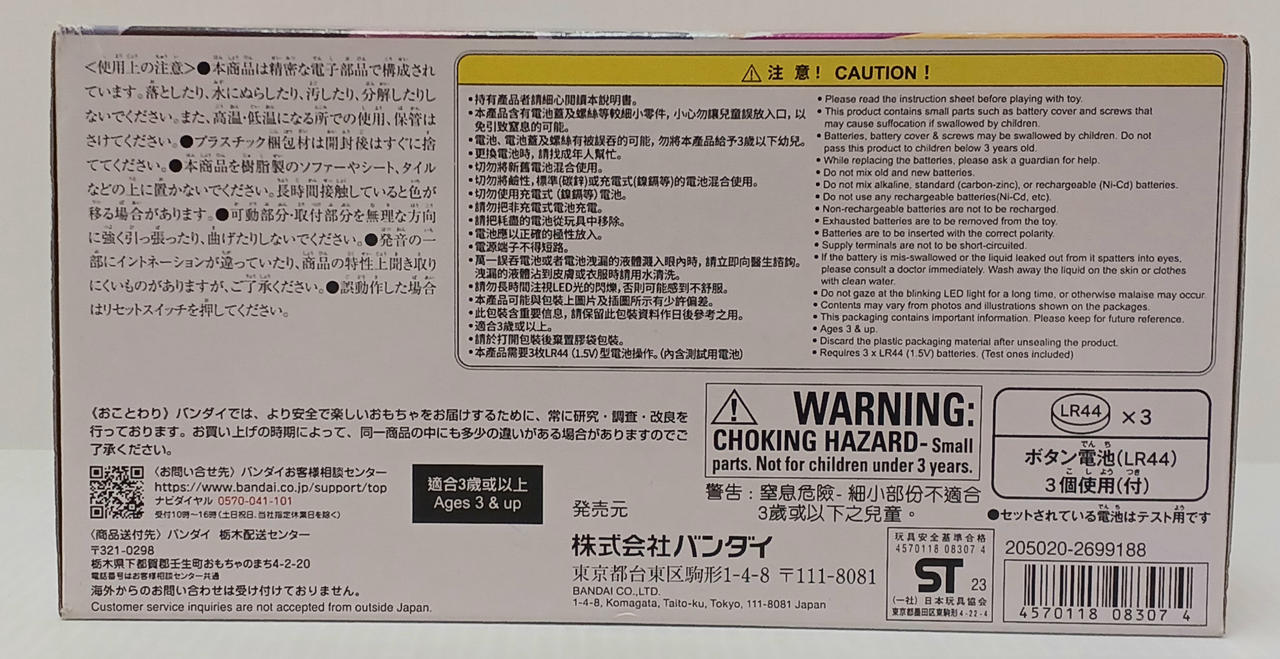 ＜使用上の注意＞●本商品は精密な電子部品で構成され
ています。落としたり、水にぬらしたり、汚したり、分解したりし
ないでください。また、高温・低温になる所での使用、保管は
さけてください。●プラスチック梱包材は開封後はすぐに捨
ててください。●本商品を樹脂製のソファーやシート、タイル
などの上に置かないでください。長時間接触していると色が
移る場合があります。●可動部分・取付部分を無理な方向
に強く引っ張ったり、曲げたりしないでください。●発音の一
部にイントネーションが違っていたり、商品の特性上聞き取り
にくいものがありますが、ご了承ください。●誤動作した場合
はリセットスイッチを押してください。
⚠ 注意! CAUTION!
•持有產品者請細心閱讀本說明書。
•本產品含有電池蓋及螺絲等較細小零件，小心勿讓兒童誤放入口，以
免引致窒息的可能。
•電池、電池蓋及螺絲有被誤吞的可能，勿將本產品給予3歲以下幼兒。
•更換電池時，請找成年人幫忙。
•切勿將新舊電池混合使用。
•切勿將鹼性，標準(碳鋅)或充電式(鎳鎘等)的電池混合使用。
•切勿使用充電式（鎳鎘等）電池。
•請勿把非充電式電池充電。
•請把耗盡的電池從玩具中移除。
•電池應以正確的極性放入。
•電源端子不得短路。
•萬一誤吞電池或者電池洩漏的液體濺入眼內時，請立即向醫生諮詢。
洩漏的液體沾到皮膚或衣服時請用水清洗。
•請勿長時間注視LED光的閃爍，否則可能感到不舒服。
•本產品可能與包裝上圖片及插圖所示有少許偏差。
•此包裝含重要信息，請保留此包裝資料作日後參考之用。
•適合3歲或以上。
•請於打開包裝後棄置膠袋包裝。
•本產品需要3枚LR44（1.5V）型電池操作。（內含測試用電池）
• Please read the instruction sheet before playing with toy.
• This product contains small parts such as battery cover and screws that
may cause suffocation if swallowed by children.
• Batteries, battery cover & screws may be swallowed by children. Do not
pass this product to children below 3 years old.
• While replacing the batteries, please ask a guardian for help.
• Do not mix old and new batteries.
• Do not mix alkaline, standard (carbon-zinc), or rechargeable (Ni-Cd) batteries.
• Do not use any rechargeable batteries(Ni-Cd, etc).
• Non-rechargeable batteries are not to be recharged.
• Exhausted batteries are to be removed from the toy.
• Batteries are to be inserted with the correct polarity.
• Supply terminals are not to be short-circuited.
• If the battery is mis-swallowed or the liquid leaked out from it spatters into eyes,
please consult a doctor immediately. Wash away the liquid on the skin or clothes
with clean water.
• Do not gaze at the blinking LED light for a long time, or otherwise malaise may occur.
• Contents may vary from photos and illustrations shown on the packages.
• This packaging contains important information. Please keep for future reference.
• Ages 3 & up.
• Discard the plastic packaging material after unsealing the product.
• Requires 3 x LR44 (1.5V) batteries. (Test ones included)
《おことわり》バンダイでは、より安全で楽しいおもちゃをお届けするために、常に研究・調査・改良を
行っております。お買い上げの時期によって、同一商品の中にも多少の違いがある場合がありますのでご
了承ください。
〈お問い合せ先〉バンダイお客様相談センター
https://www.bandai.co.jp/support/top
ナビダイヤル 0570-041-101
受付10時〜16時（土日祝日、当社指定休業日を除く）
〈商品送付先〉バンダイ 栃木配送センター
〒321-0298
栃木県下都賀郡壬生町おもちゃのまち4-2-20
電話番号はお客様相談センター共通
海外からのお問い合わせは受け付けておりません。
Customer service inquiries are not accepted from outside Japan.
適合3歲或以上
Ages 3 & up
発売元
株式会社バンダイ
東京都台東区駒形1-4-8 〒111-8081
BANDAI CO.,LTD.
1-4-8, Komagata, Taito-ku, Tokyo, 111-8081 Japan
⚠ WARNING:
CHOKING HAZARD- Small
parts. Not for children under 3 years.
警告：窒息危險 - 細小部份不適合
3歲或以下之兒童。
LR44 ×3
ボタン電池(LR44)
3個使用(付)
●セットされている電池はテスト用です
玩具安全基準合格
4570118 08307 4
ST 23
(一社) 日本玩具協会
東京都墨田区東駒形4-22-4
205020-2699188
4570118 08307 4